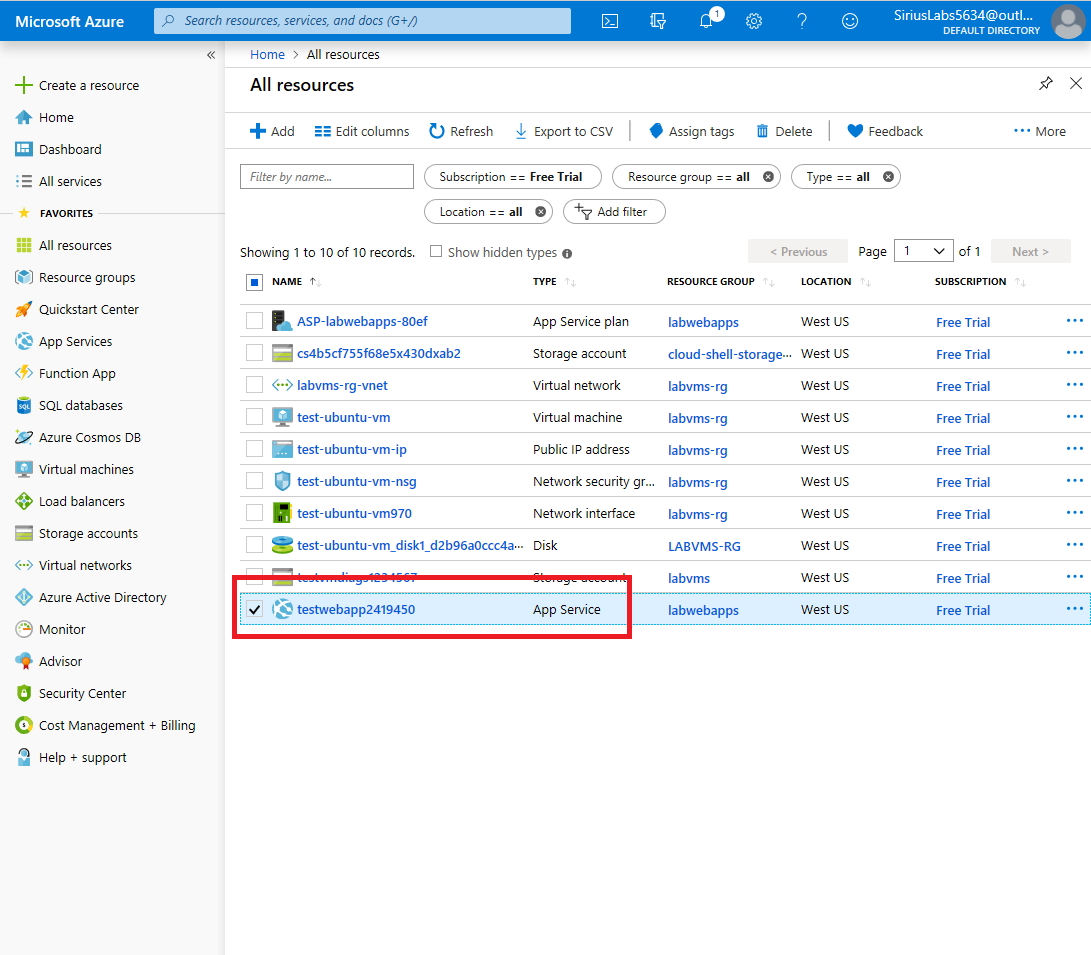 Microsoft Azure
Search resources, services, and docs (G+/)
1
SiriusLabs5634@outl...
DEFAULT DIRECTORY
«
Create a resource
Home
Dashboard
All services
FAVORITES
All resources
Resource groups
Quickstart Center
App Services
Function App
SQL databases
Azure Cosmos DB
Virtual machines
Load balancers
Storage accounts
Virtual networks
Azure Active Directory
Monitor
Advisor
Security Center
Cost Management + Billing
Help + support
Home > All resources
All resources
Add Edit columns Refresh Export to CSV Assign tags Delete Feedback ··· More
Filter by name... Subscription == Free Trial Resource group == all Type == all
Location == all Add filter
Showing 1 to 10 of 10 records. Show hidden types < Previous Page 1 of 1 Next >
NAME TYPE RESOURCE GROUP LOCATION SUBSCRIPTION
ASP-labwebapps-80ef App Service plan labwebapps West US Free Trial ···
cs4b5cf755f68e5x430dxab2 Storage account cloud-shell-storage... West US Free Trial ···
labvms-rg-vnet Virtual network labvms-rg West US Free Trial ···
test-ubuntu-vm Virtual machine labvms-rg West US Free Trial ···
test-ubuntu-vm-ip Public IP address labvms-rg West US Free Trial ···
test-ubuntu-vm-nsg Network security gr... labvms-rg West US Free Trial ···
test-ubuntu-vm970 Network interface labvms-rg West US Free Trial ···
test-ubuntu-vm_disk1_d2b96a0ccc4a... Disk LABVMS-RG West US Free Trial ···
testvmdiags1234567 Storage account labvms West US Free Trial ···
testwebapp2419450 App Service labwebapps West US Free Trial ···